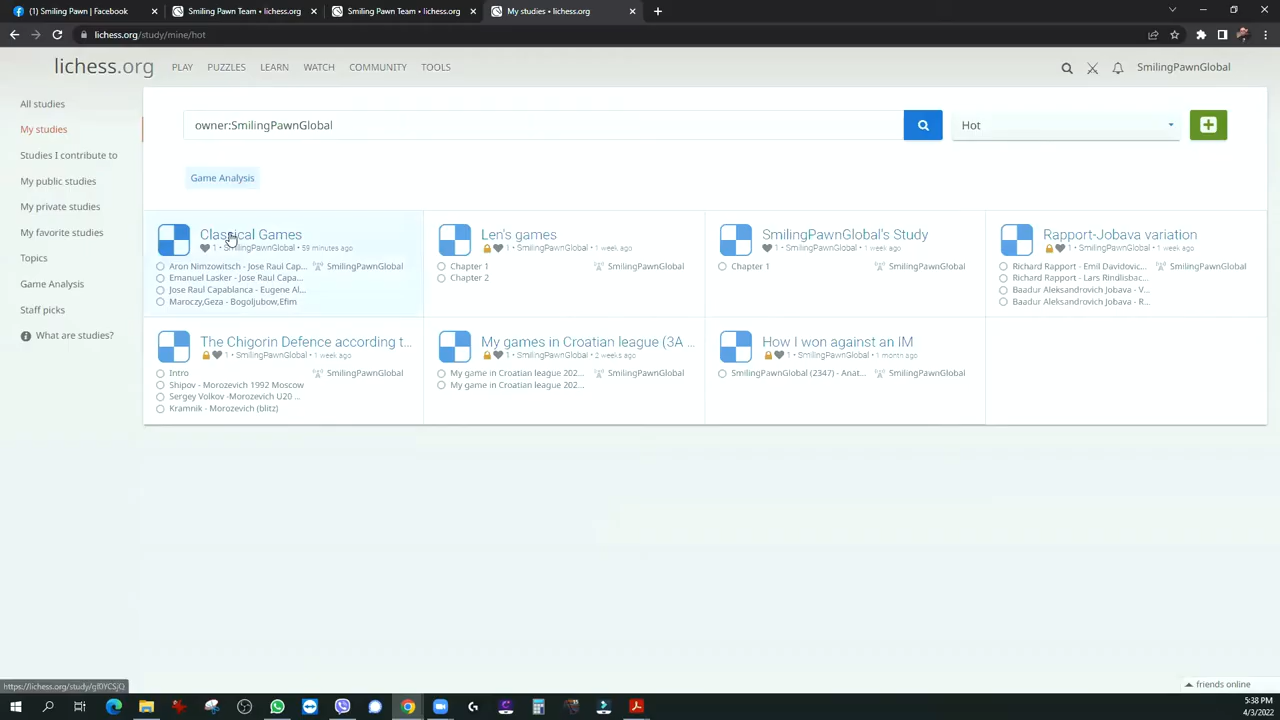 (1) Smiling Pawn | Facebook
Smiling Pawn Team • lichess.org
Smiling Pawn Team • lichess.org
My studies • lichess.org
lichess.org/study/mine/hot
lichess.org
PLAY PUZZLES LEARN WATCH COMMUNITY TOOLS
SmilingPawnGlobal
All studies
My studies
Studies I contribute to
My public studies
My private studies
My favorite studies
Topics
Game Analysis
Staff picks
What are studies?
owner:SmilingPawnGlobal
Hot
Game Analysis
Classical Games
1 • SmilingPawnGlobal • 59 minutes ago
Aron Nimzowitsch - Jose Raul Cap...
Emanuel Lasker - Jose Raul Capa...
Jose Raul Capablanca - Eugene Al...
Maroczy,Geza - Bogoljubow,Efim
SmilingPawnGlobal
Len's games
1 • SmilingPawnGlobal • 1 week ago
Chapter 1
Chapter 2
SmilingPawnGlobal
SmilingPawnGlobal's Study
1 • SmilingPawnGlobal • 1 week ago
Chapter 1
SmilingPawnGlobal
Rapport-Jobava variation
1 • SmilingPawnGlobal • 1 week ago
Richard Rapport - Emil Davidovic...
Richard Rapport - Lars Rindlisbac...
Baadur Aleksandrovich Jobava - V...
Baadur Aleksandrovich Jobava - R...
SmilingPawnGlobal
The Chigorin Defence according t...
1 • SmilingPawnGlobal • 1 week ago
Intro
Shipov - Morozevich 1992 Moscow
Sergey Volkov -Morozevich U20 ...
Kramnik - Morozevich (blitz)
SmilingPawnGlobal
My games in Croatian league (3A ...
1 • SmilingPawnGlobal • 2 weeks ago
My game in Croatian league 202...
My game in Croatian league 202...
SmilingPawnGlobal
How I won against an IM
1 • SmilingPawnGlobal • 1 month ago
SmilingPawnGlobal (2347) - Anat...
SmilingPawnGlobal
friends online
5:38 PM
4/3/2022